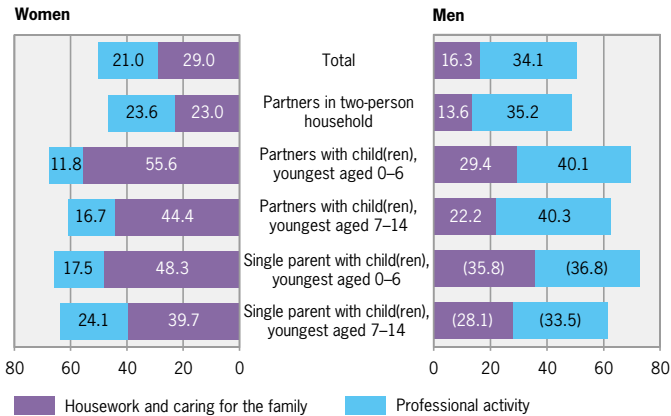 Women Men
21.0 29.0 Total 16.3 34.1
23.6 23.0 Partners in two-person
household 13.6 35.2
11.8 55.6 Partners with child(ren),
youngest aged 0–6 29.4 40.1
16.7 44.4 Partners with child(ren),
youngest aged 7–14 22.2 40.3
17.5 48.3 Single parent with child(ren),
youngest aged 0–6 (35.8) (36.8)
24.1 39.7 Single parent with child(ren),
youngest aged 7–14 (28.1) (33.5)
80 60 40 20 0 0 20 40 60 80
Housework and caring for the family Professional activity